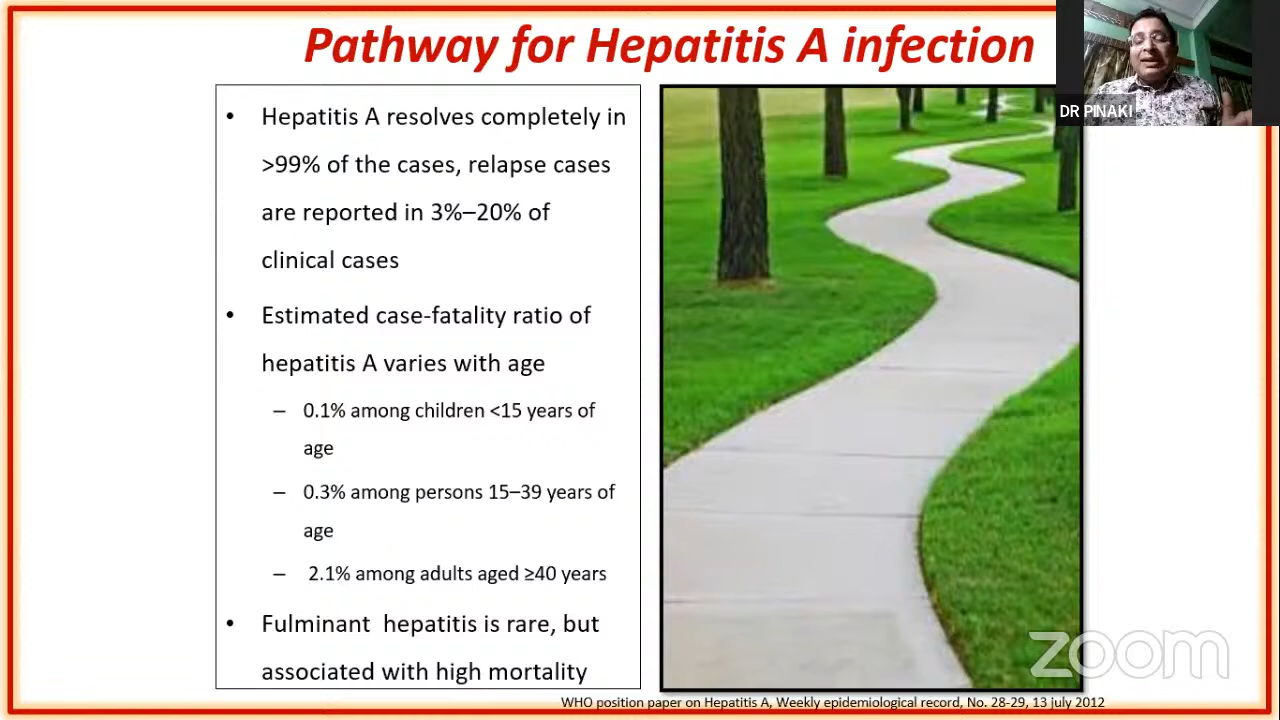 Pathway for Hepatitis A infection
DR PINAKI
• Hepatitis A resolves completely in
>99% of the cases, relapse cases
are reported in 3%–20% of
clinical cases
• Estimated case-fatality ratio of
hepatitis A varies with age
– 0.1% among children <15 years of
age
– 0.3% among persons 15–39 years of
age
– 2.1% among adults aged ≥40 years
• Fulminant hepatitis is rare, but
associated with high mortality
zoom
WHO position paper on Hepatitis A, Weekly epidemiological record, No. 28-29, 13 july 2012